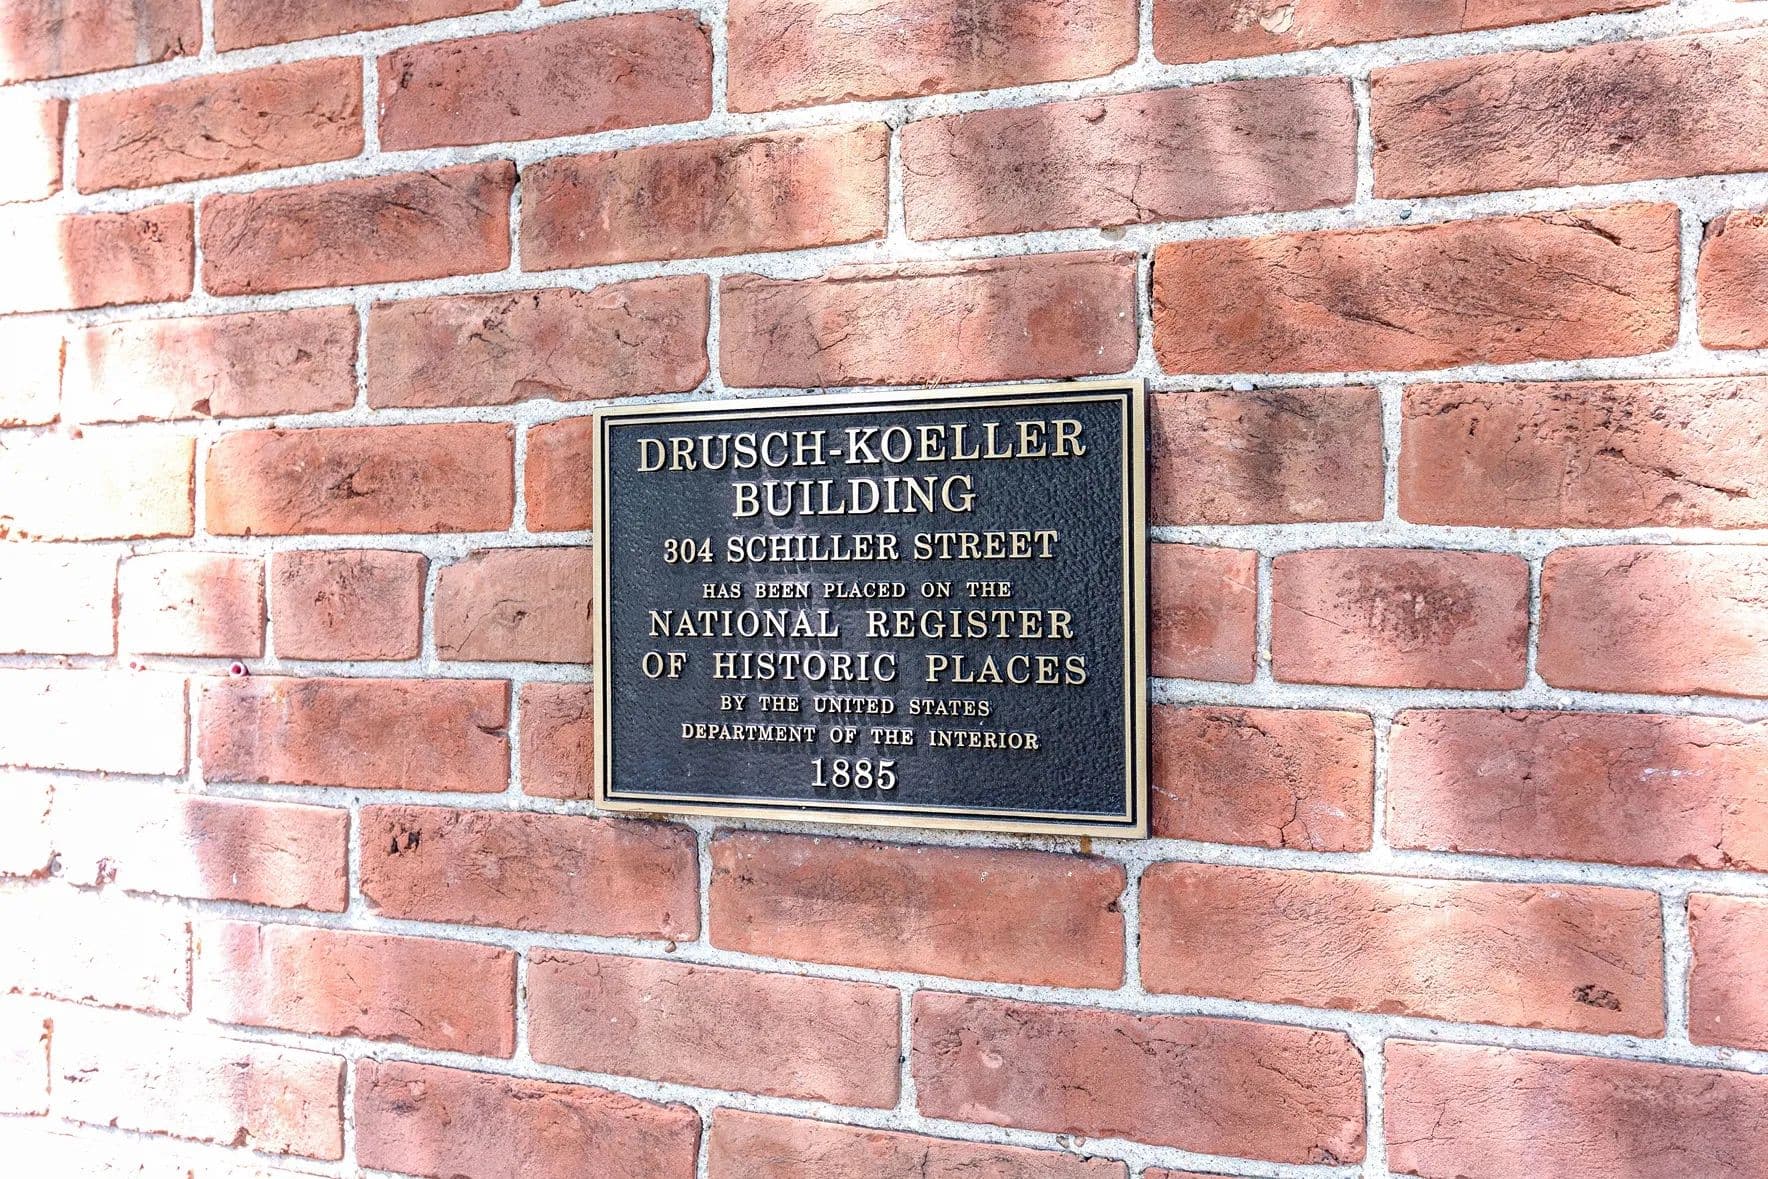 DRUSCH-KOELLER
BUILDING
304 SCHILLER STREET
HAS BEEN PLACED ON THE
NATIONAL REGISTER
OF HISTORIC PLACES
BY THE UNITED STATES
DEPARTMENT OF THE INTERIOR
1885